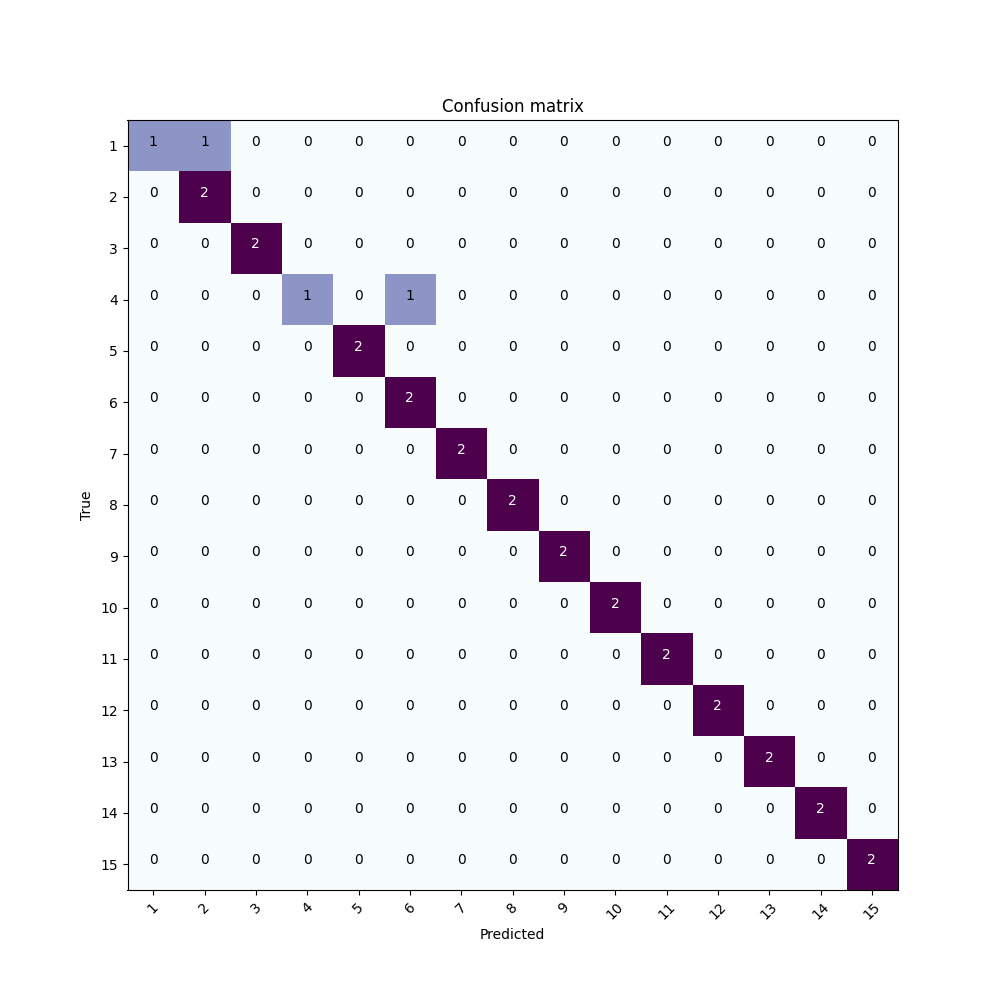 Confusion matrix
1 1 1 0 0 0 0 0 0 0 0 0 0 0 0 0
2 0 2 0 0 0 0 0 0 0 0 0 0 0 0 0
3 0 0 2 0 0 0 0 0 0 0 0 0 0 0 0
4 0 0 0 1 0 1 0 0 0 0 0 0 0 0 0
5 0 0 0 0 2 0 0 0 0 0 0 0 0 0 0
6 0 0 0 0 0 2 0 0 0 0 0 0 0 0 0
7 0 0 0 0 0 0 2 0 0 0 0 0 0 0 0
True
8 0 0 0 0 0 0 0 2 0 0 0 0 0 0 0
9 0 0 0 0 0 0 0 0 2 0 0 0 0 0 0
10 0 0 0 0 0 0 0 0 0 2 0 0 0 0 0
11 0 0 0 0 0 0 0 0 0 0 2 0 0 0 0
12 0 0 0 0 0 0 0 0 0 0 0 2 0 0 0
13 0 0 0 0 0 0 0 0 0 0 0 0 2 0 0
14 0 0 0 0 0 0 0 0 0 0 0 0 0 2 0
15 0 0 0 0 0 0 0 0 0 0 0 0 0 0 2
1 2 3 4 5 6 7 8 9 10 11 12 13 14 15
Predicted